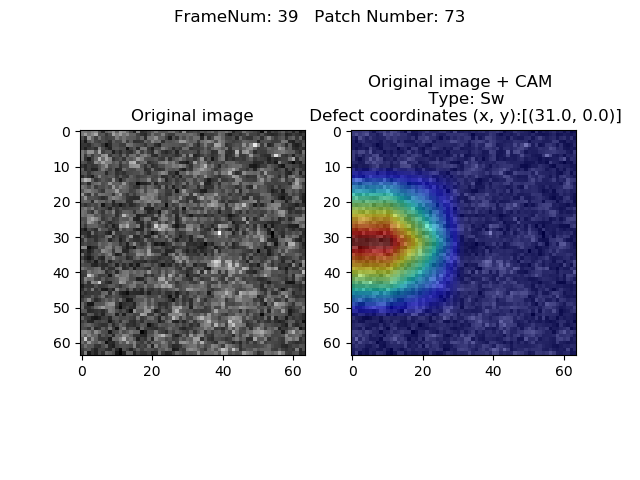 FrameNum: 39   Patch Number: 73
Original image
0
10
20
30
40
50
60
0 20 40 60
Original image + CAM
Type: Sw
Defect coordinates (x, y):[(31.0, 0.0)]
0
10
20
30
40
50
60
0 20 40 60